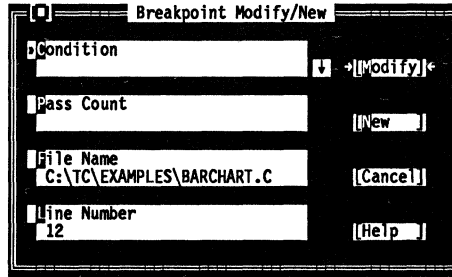 Breakpoint Modify/New
Condition
[Modify]
Pass Count
[New ]
File Name
C:\TC\EXAMPLES\BARCHART.C
[Cancel]
Line Number
12
[Help ]